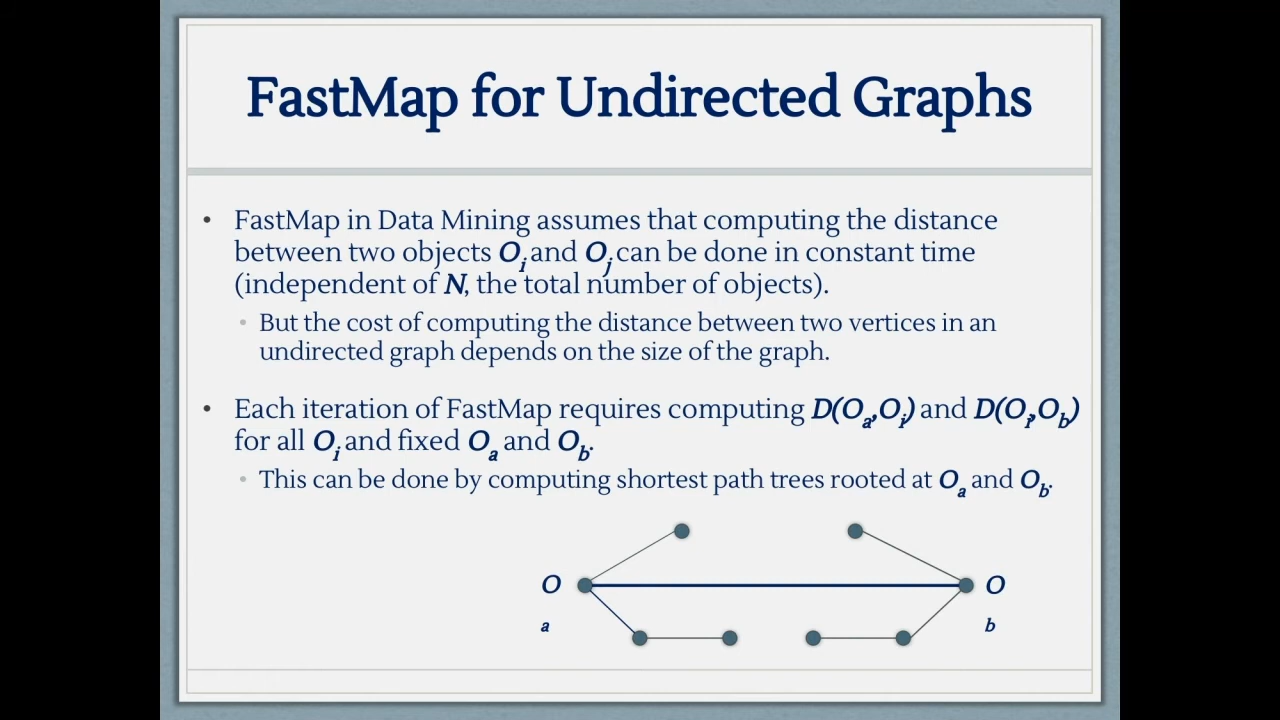 FastMap for Undirected Graphs
• FastMap in Data Mining assumes that computing the distance
between two objects Oi and Oj can be done in constant time
(independent of N, the total number of objects).
• But the cost of computing the distance between two vertices in an
undirected graph depends on the size of the graph.
• Each iteration of FastMap requires computing D(Oa,Oi) and D(Oi,Ob)
for all Oi and fixed Oa and Ob.
• This can be done by computing shortest path trees rooted at Oa and Ob.
O O
a b